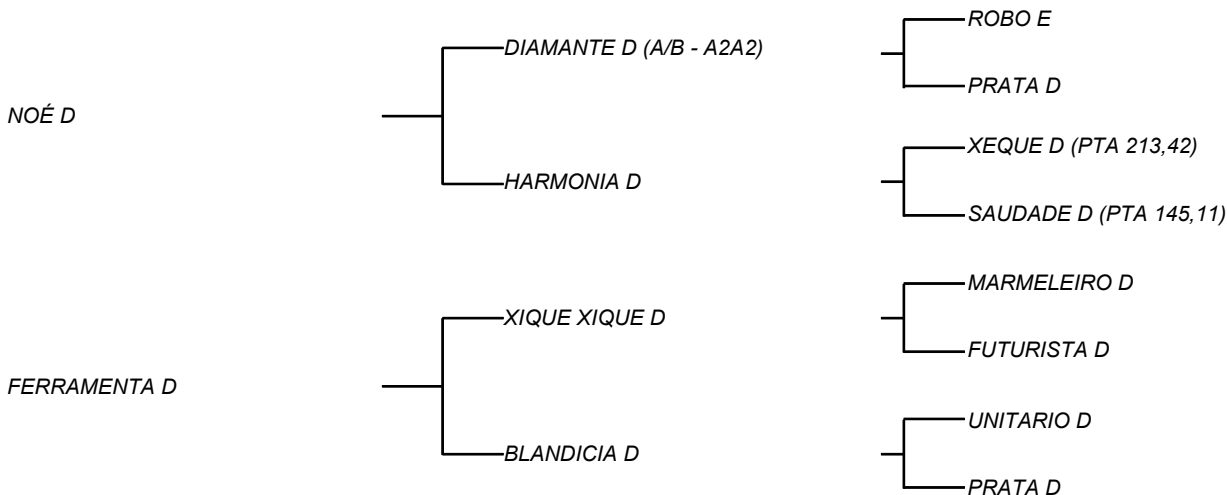 ROBO E
DIAMANTE D (A/B - A2A2)
PRATA D
NOÉ D
XEQUE D (PTA 213,42)
HARMONIA D
SAUDADE D (PTA 145,11)
MARMELEIRO D
XIQUE XIQUE D
FUTURISTA D
FERRAMENTA D
UNITARIO D
BLANDICIA D
PRATA D